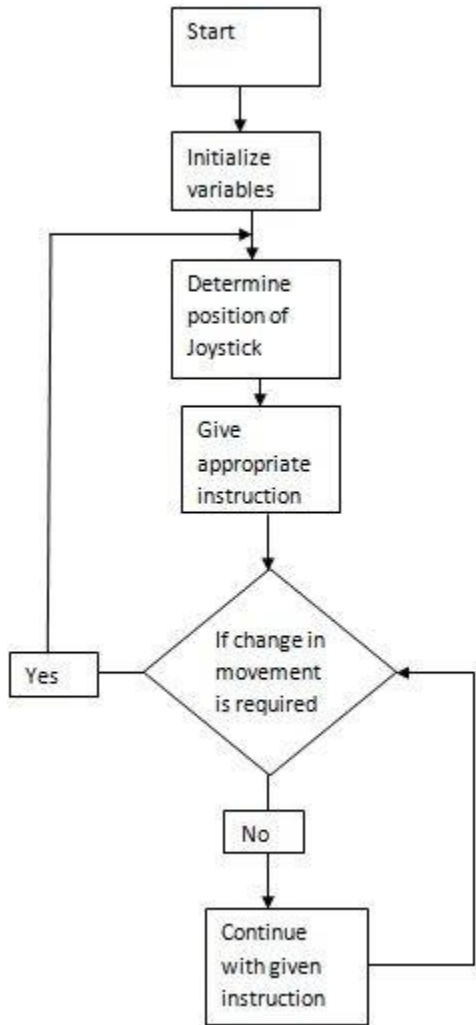 Start
Initialize
variables
Determine
position of
Joystick
Give
appropriate
instruction
If change in
movement
is required
Yes
No
Continue
with given
instruction